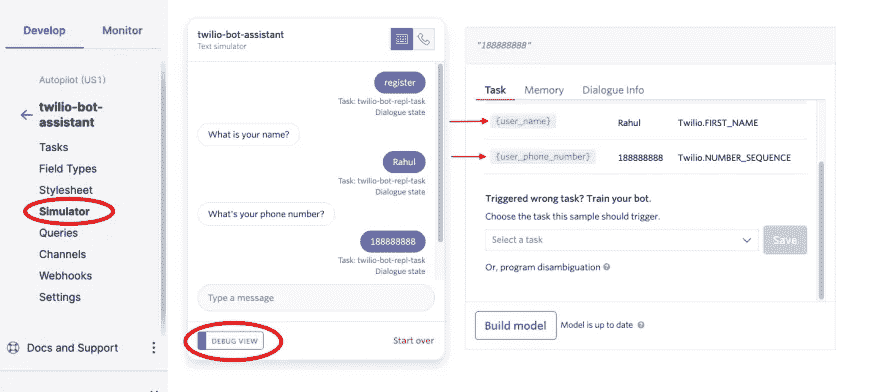 Develop
Monitor
Autopilot (US1)
twilio-bot-
assistant
Tasks
Field Types
Stylesheet
Simulator
Queries
Channels
Webhooks
Settings
Docs and Support
twilio-bot-assistant
Text simulator
register
Task: twilio-bot-repl-task
Dialogue state
What is your name?
Rahul
Task: twilio-bot-repl-task
Dialogue state
What's your phone number?
188888888
Task: twilio-bot-repl-task
Dialogue state
Type a message
DEBUG VIEW
Start over
"188888888"
Task Memory Dialogue Info
{user_name} Rahul Twilio.FIRST_NAME
{user_phone_number} 188888888 Twilio.NUMBER_SEQUENCE
Triggered wrong task? Train your bot.
Choose the task this sample should trigger.
Select a task
Save
Or, program disambiguation
Build model
Model is up to date